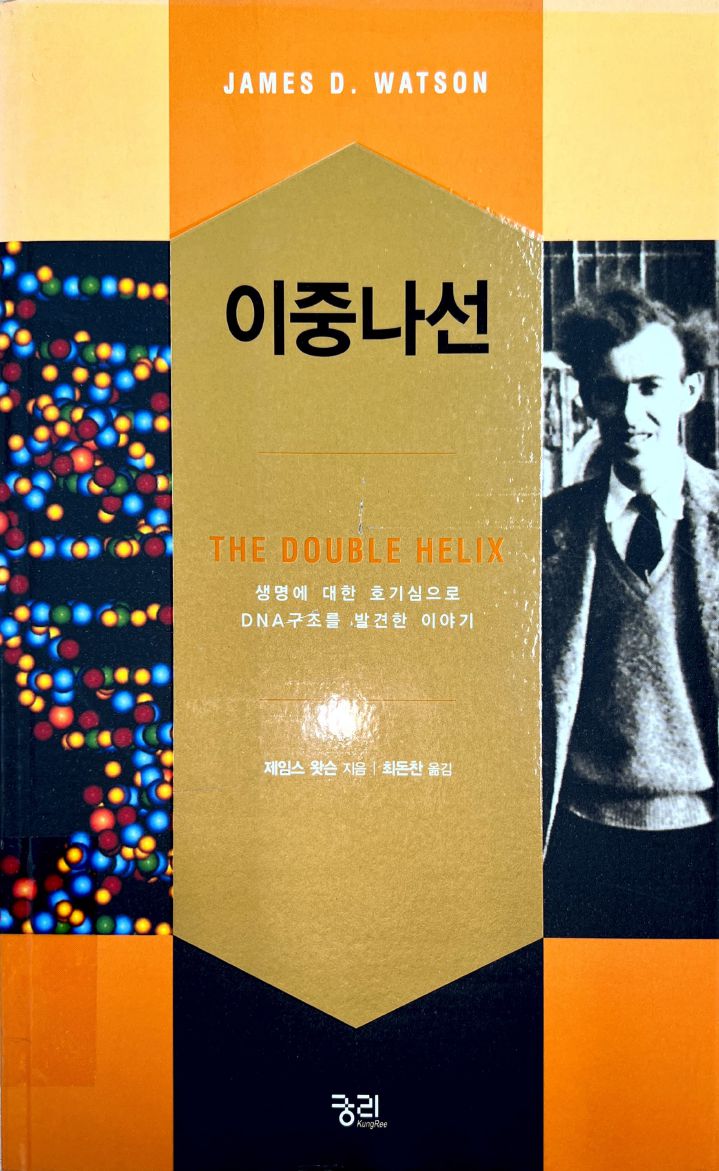 JAMES D. WATSON
이중나선
THE DOUBLE HELIX
생명에 대한 호기심으로
DNA구조를 발견한 이야기
제임스 왓슨 지음 | 최돈찬 옮김
궁리
KungRee